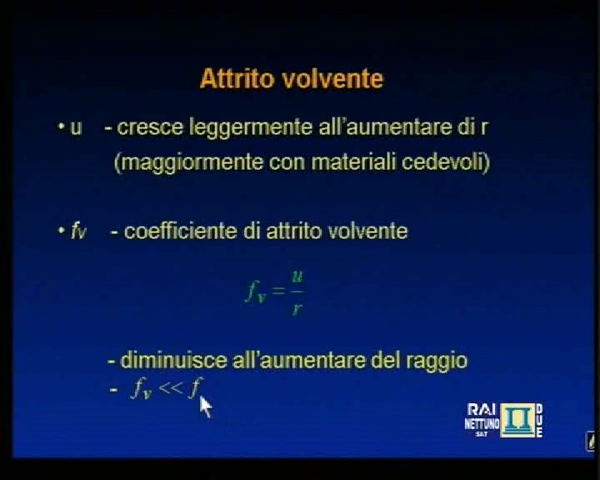 Attrito volvente
• u - cresce leggermente all'aumentare di r
(maggiormente con materiali cedevoli)
• fv - coefficiente di attrito volvente
fv = u/r
- diminuisce all'aumentare del raggio
- fv << f
RAI
NETTUNO
SAT
DUE